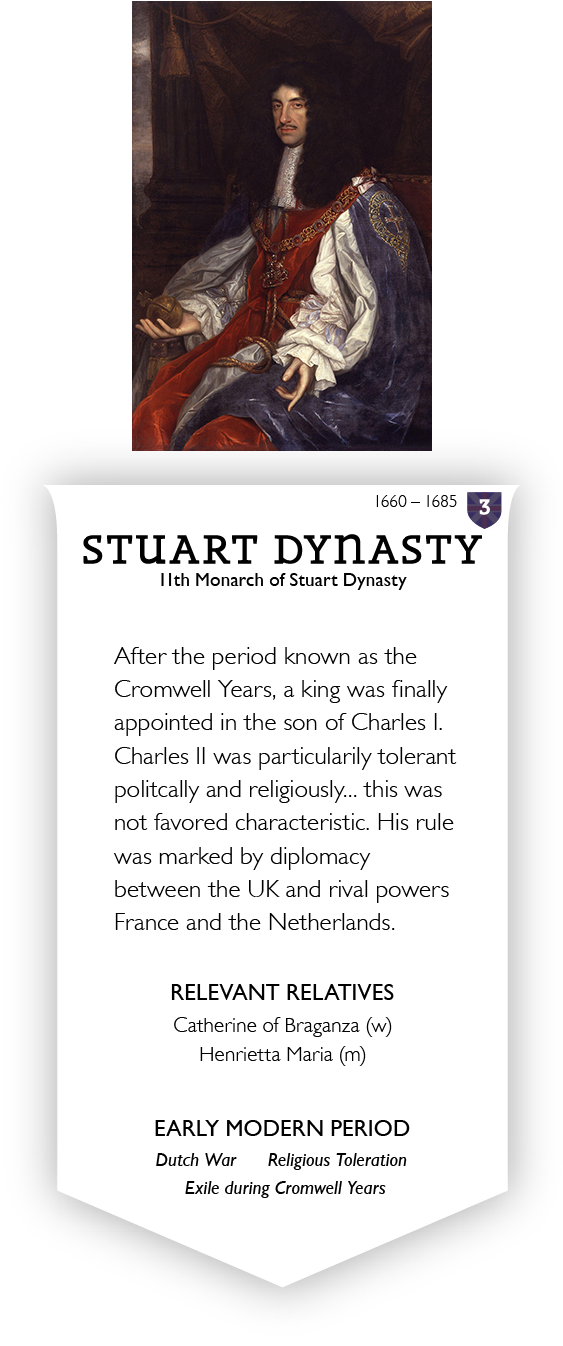 1660 – 1685
3
STUART DYNASTY
11th Monarch of Stuart Dynasty
After the period known as the
Cromwell Years, a king was finally
appointed in the son of Charles I.
Charles II was particularily tolerant
politcally and religiously... this was
not favored characteristic. His rule
was marked by diplomacy
between the UK and rival powers
France and the Netherlands.
RELEVANT RELATIVES
Catherine of Braganza (w)
Henrietta Maria (m)
EARLY MODERN PERIOD
Dutch War Religious Toleration
Exile during Cromwell Years